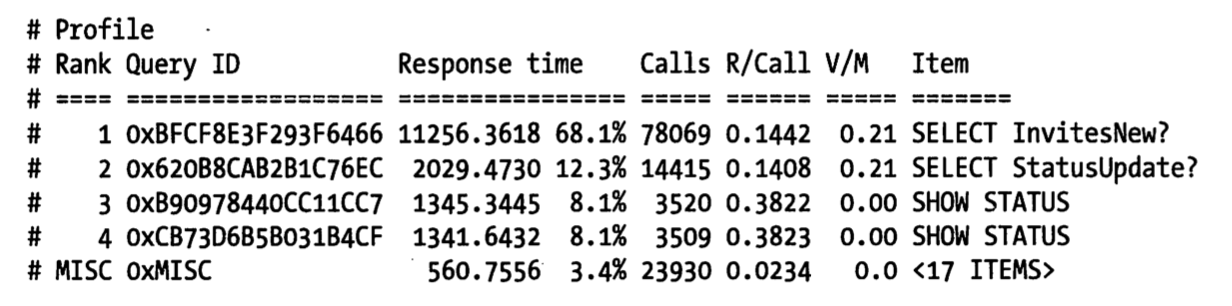 # Profile
# Rank Query ID           Response time    Calls R/Call V/M   Item
# ==== ================== ================ ===== ====== ===== =======
#    1 0xBFCF8E3F293F6466 11256.3618 68.1% 78069 0.1442  0.21 SELECT InvitesNew?
#    2 0x620B8CAB2B1C76EC  2029.4730 12.3% 14415 0.1408  0.21 SELECT StatusUpdate?
#    3 0xB90978440CC11CC7  1345.3445  8.1%  3520 0.3822  0.00 SHOW STATUS
#    4 0xCB73D6B5B031B4CF  1341.6432  8.1%  3509 0.3823  0.00 SHOW STATUS
# MISC 0xMISC               560.7556  3.4% 23930 0.0234   0.0 <17 ITEMS>